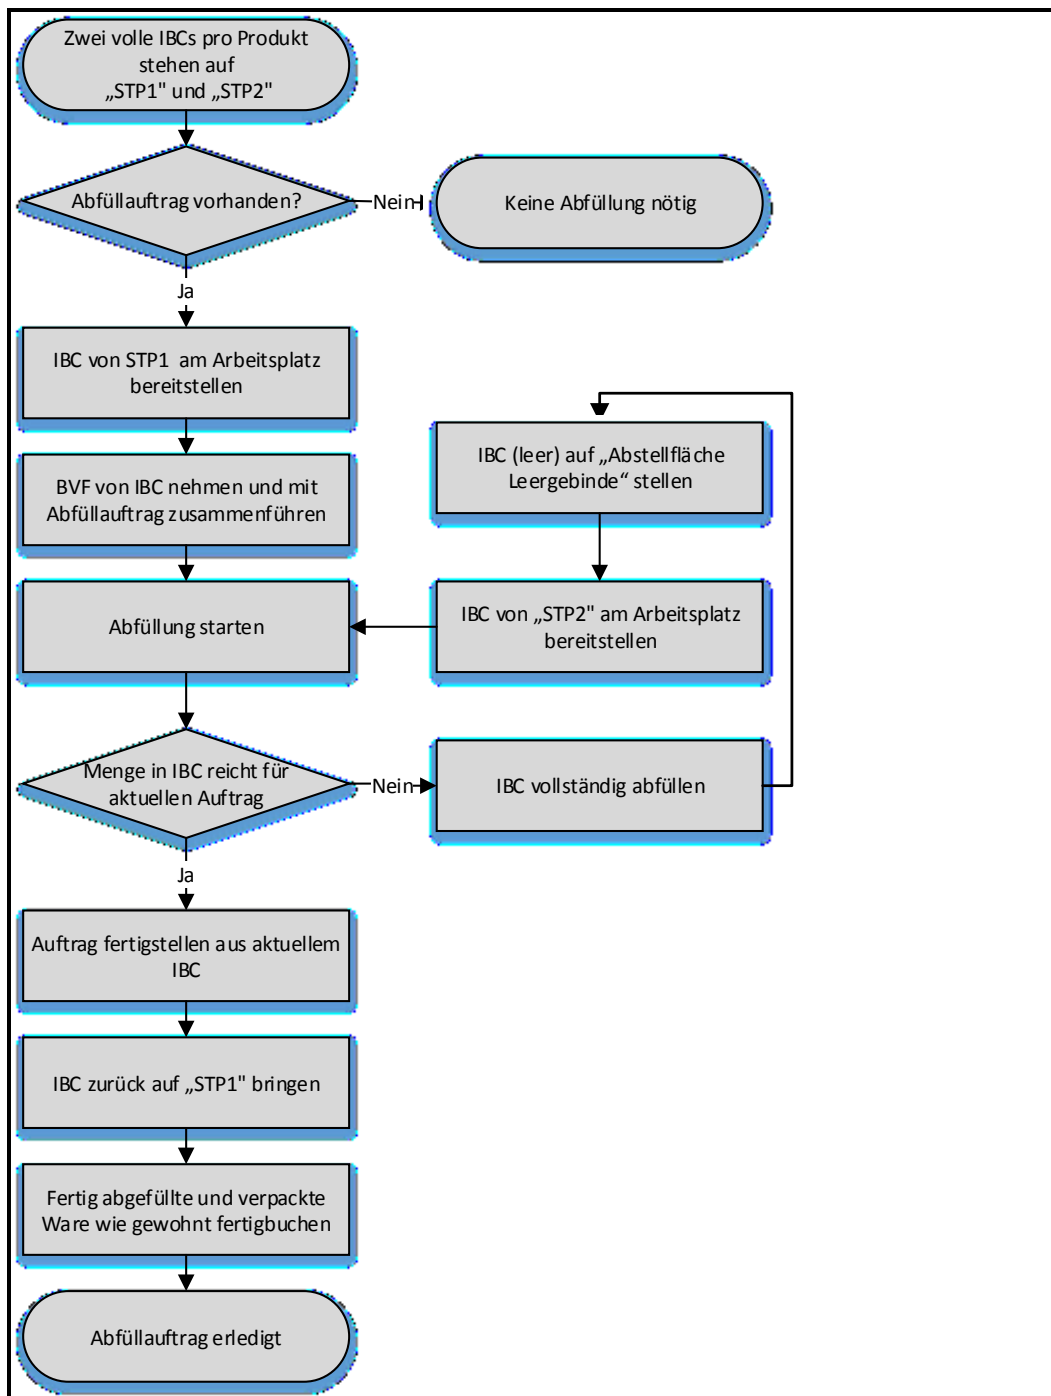 Zwei volle IBCs pro Produkt
stehen auf
„STP1" und „STP2"
Abfüllauftrag vorhanden?
Nein
Keine Abfüllung nötig
Ja
IBC von STP1  am Arbeitsplatz
bereitstellen
BVF von IBC nehmen und mit
Abfüllauftrag zusammenführen
IBC (leer) auf „Abstellfläche
Leergebinde“ stellen
Abfüllung starten
IBC von „STP2" am Arbeitsplatz
bereitstellen
Menge in IBC reicht für
aktuellen Auftrag
Nein
IBC vollständig abfüllen
Ja
Auftrag fertigstellen aus aktuellem
IBC
IBC zurück auf „STP1" bringen
Fertig abgefüllte und verpackte
Ware wie gewohnt fertigbuchen
Abfüllauftrag erledigt